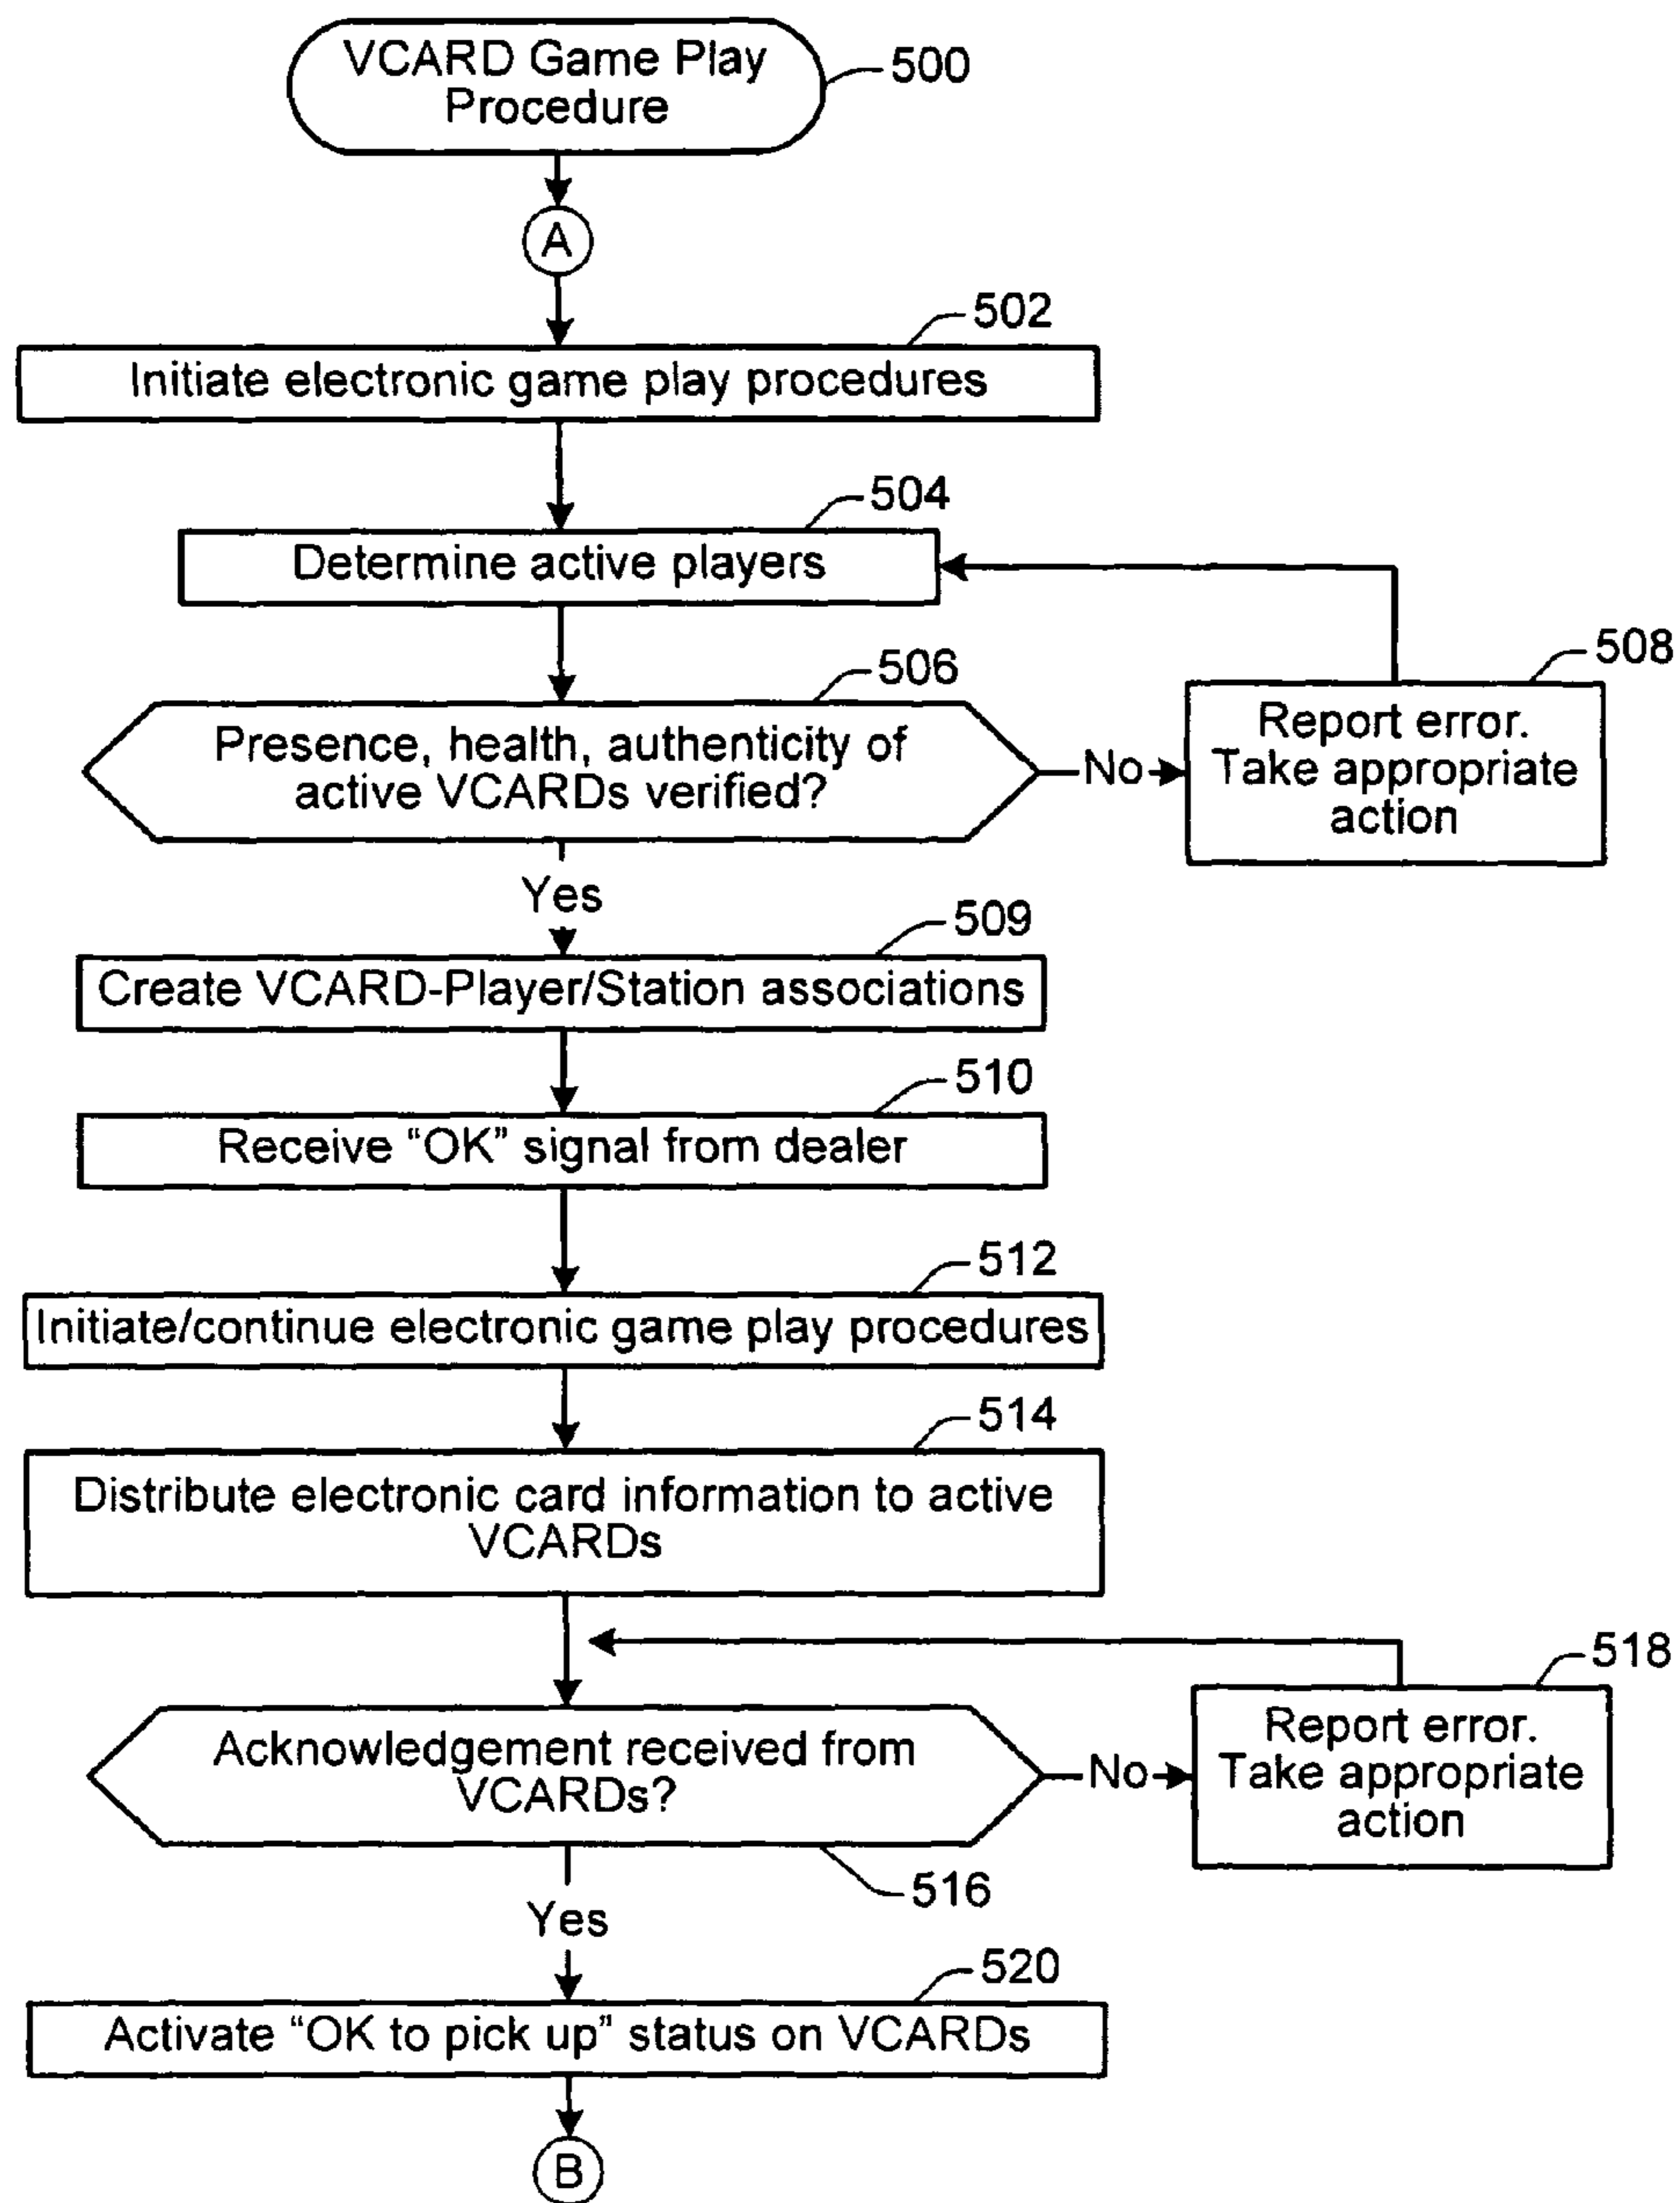 VCARD Game Play
Procedure
500
A
502
Initiate electronic game play procedures
504
Determine active players
506
Presence, health, authenticity of
active VCARDs verified?
No
508
Report error.
Take appropriate
action
Yes
509
Create VCARD-Player/Station associations
510
Receive “OK” signal from dealer
512
Initiate/continue electronic game play procedures
514
Distribute electronic card information to active
VCARDs
Acknowledgement received from
VCARDs?
516
No
518
Report error.
Take appropriate
action
Yes
520
Activate “OK to pick up” status on VCARDs
B